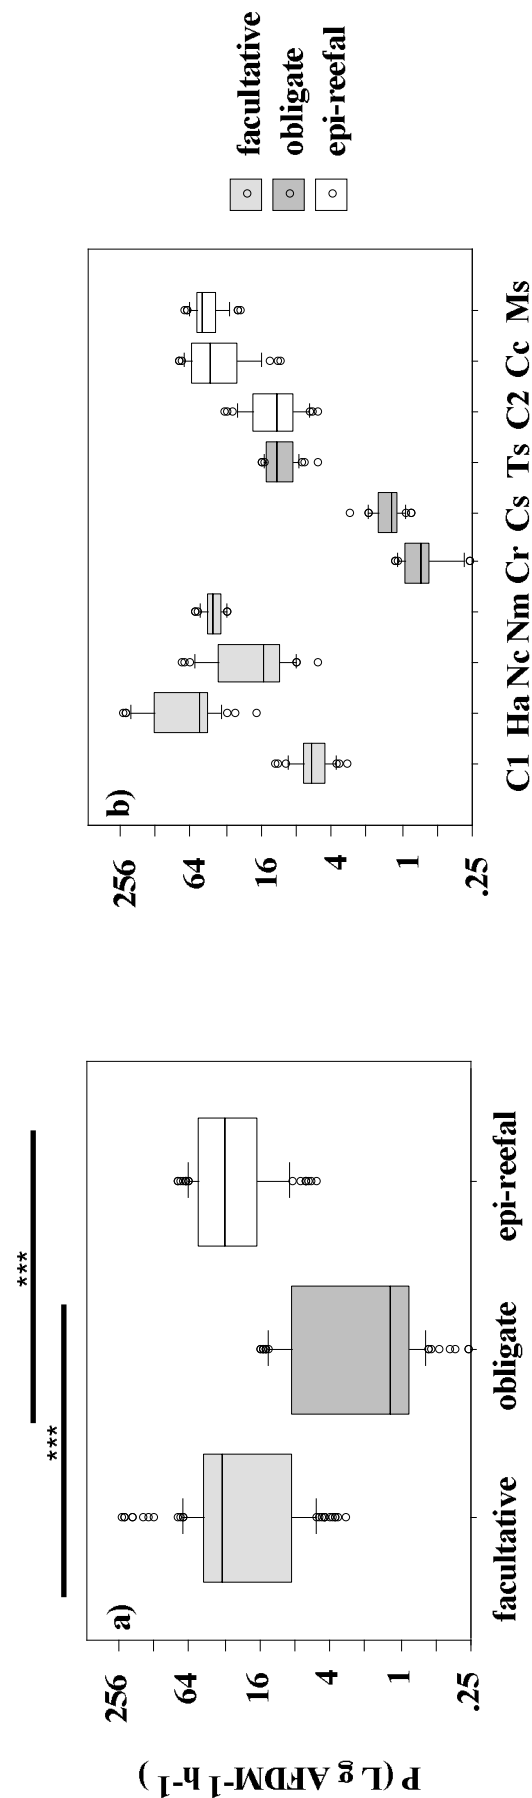 P (L g AFDM-1 h-1 )
a)
***
***
256
64
16
4
1
.25
facultative obligate epi-reefal
b)
256
64
16
4
1
.25
C1 Ha Nc Nm Cr Cs Ts C2 Cc Ms
facultative
obligate
epi-reefal